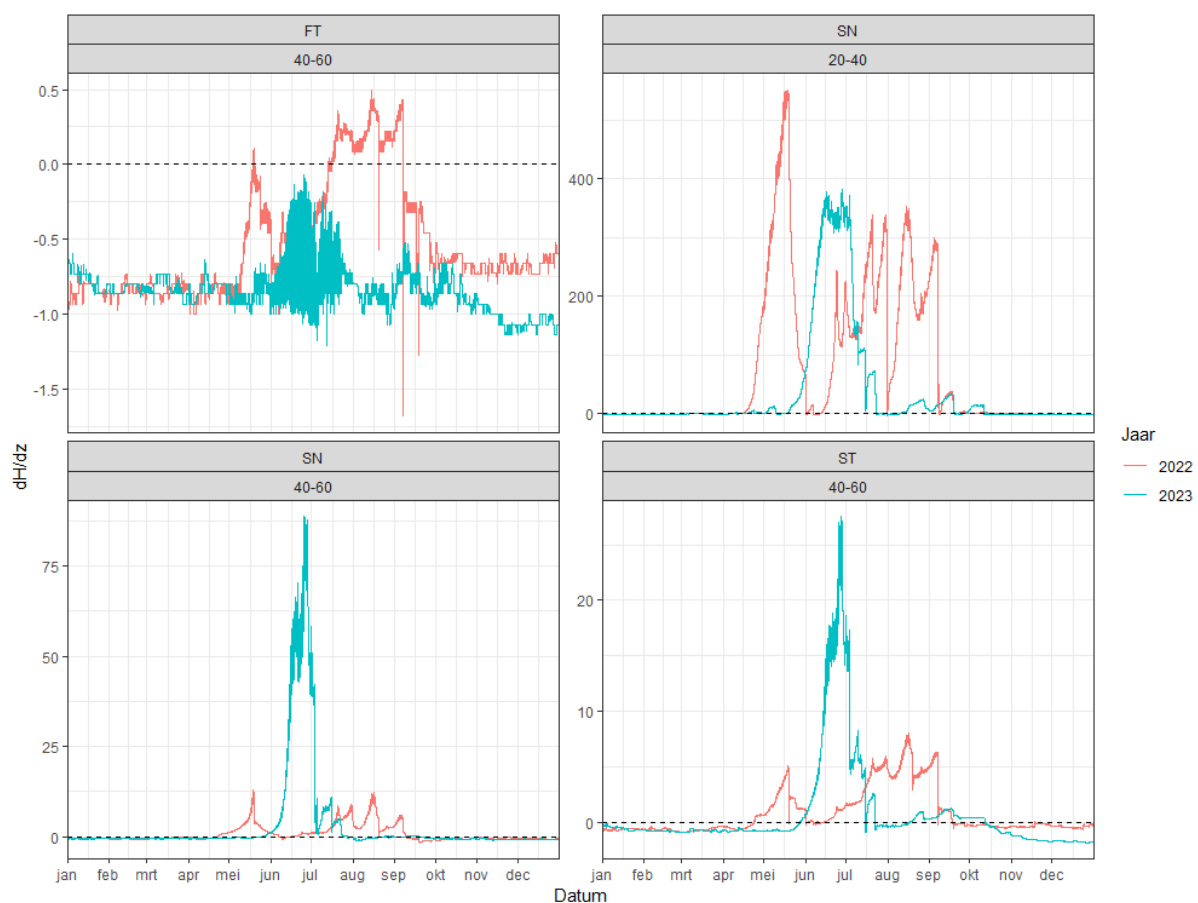 FT
40-60
0.5
0.0
-0.5
-1.0
-1.5
SN
20-40
400
200
0
dH/dz
SN
40-60
75
50
25
0
jan feb mrt apr mei jun jul aug sep okt nov dec
ST
40-60
20
10
0
jan feb mrt apr mei jun jul aug sep okt nov dec
Datum
Jaar
2022
2023